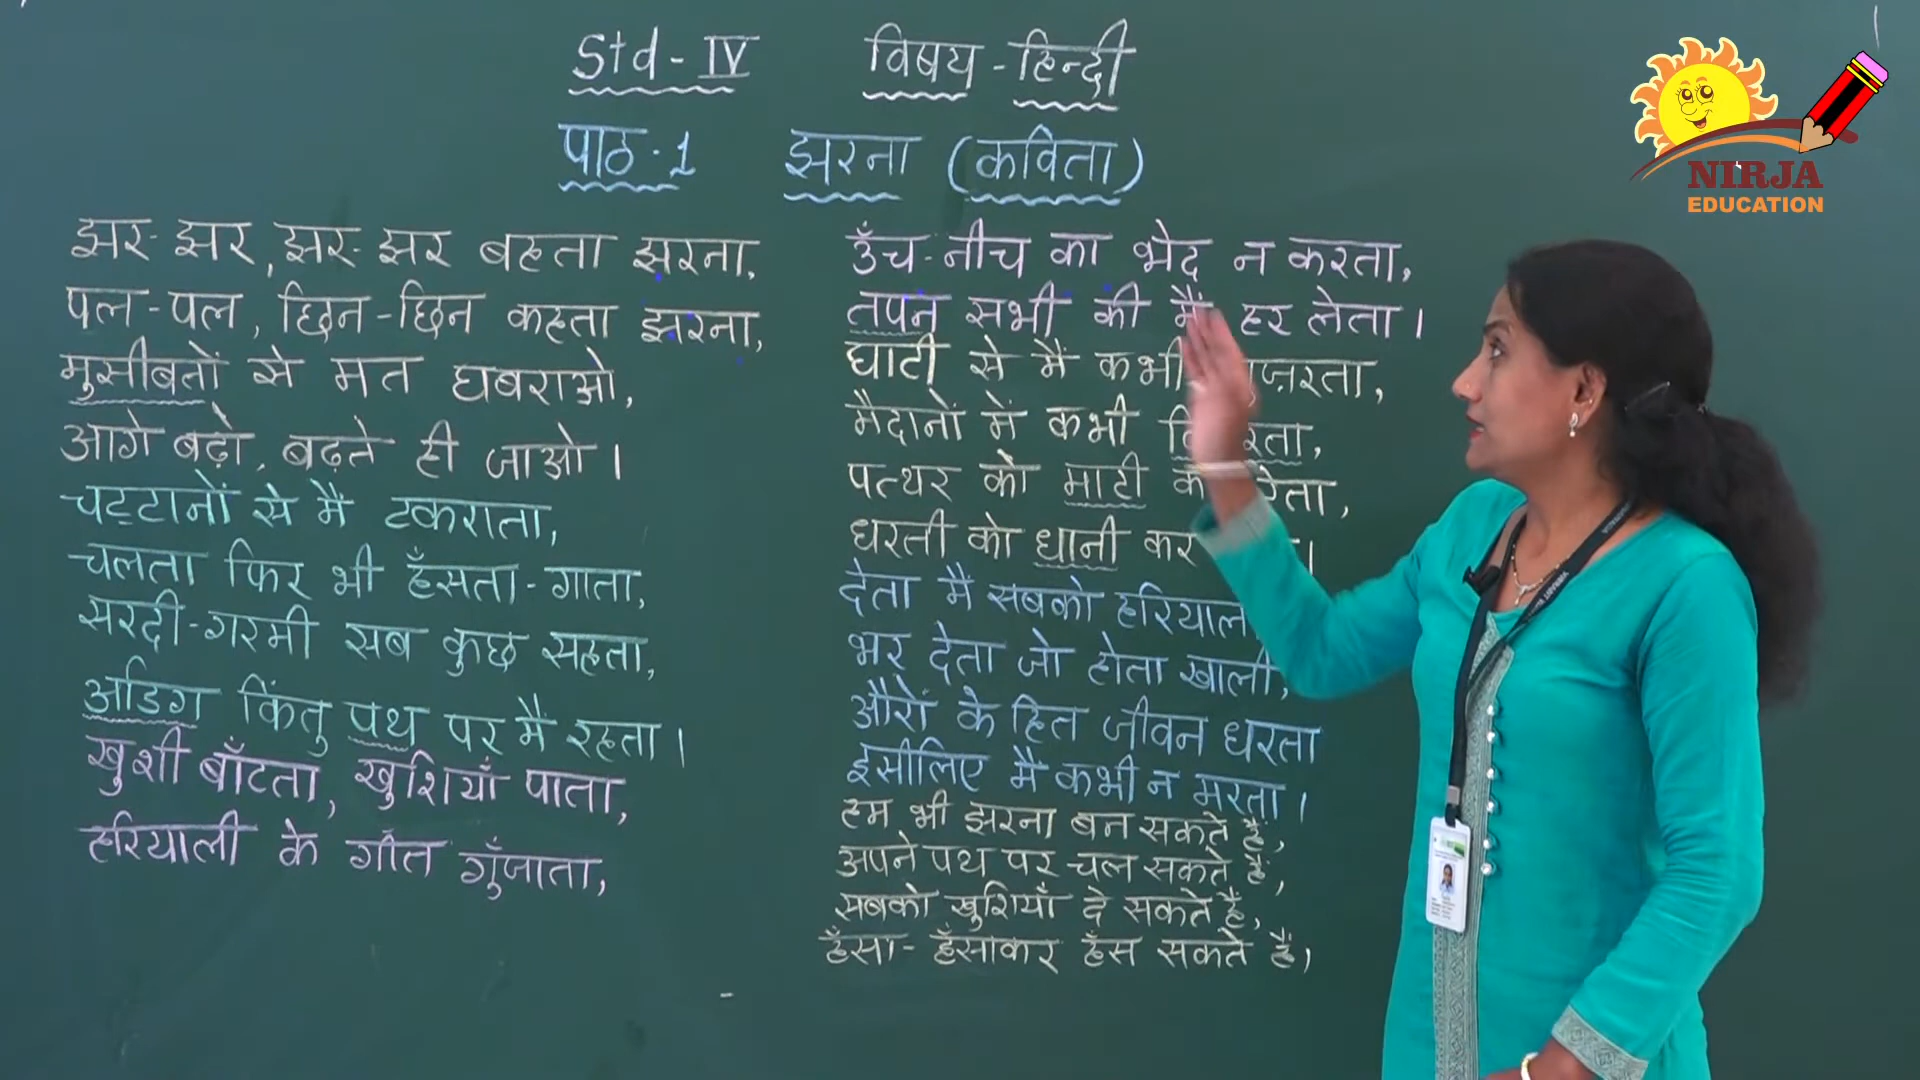 Std - IV विषय - हिन्दी
पाठ - 1 झरना (कविता)
झर- झर, झर- झर बहता झरना,
पल - पल, छिन - छिन कहता झरना,
मुसीबतों से मत घबराओ,
आगे बढ़ो, बढ़ते ही जाओ।
चट्टानों से मैं टकराता,
चलता फिर भी हँसता - गाता,
सरदी - गरमी सब कुछ सहता,
अडिग किंतु पथ पर मैं रहता।
खुशी बाँटता, खुशियाँ पाता,
हरियाली के गीत गुँजाता,
उँच - नीच का भेद न करता,
तपन सभी की मैं हर लेता।
घाटी से मैं कभी
मैदानों में कभी
पत्थर को माटी
धरती को धानी कर
देता मैं सबको
भर देता जो होता खाली,
औरों के हित जीवन धरता
इसीलिए मैं कभी न मरता।
हम भी झरना बन सकते हैं,
अपने पथ पर चल सकते हैं,
सबको खुशियाँ दे सकते हैं,
हँसा - हँसाकर हँस सकते हैं।
NIRJA
EDUCATION